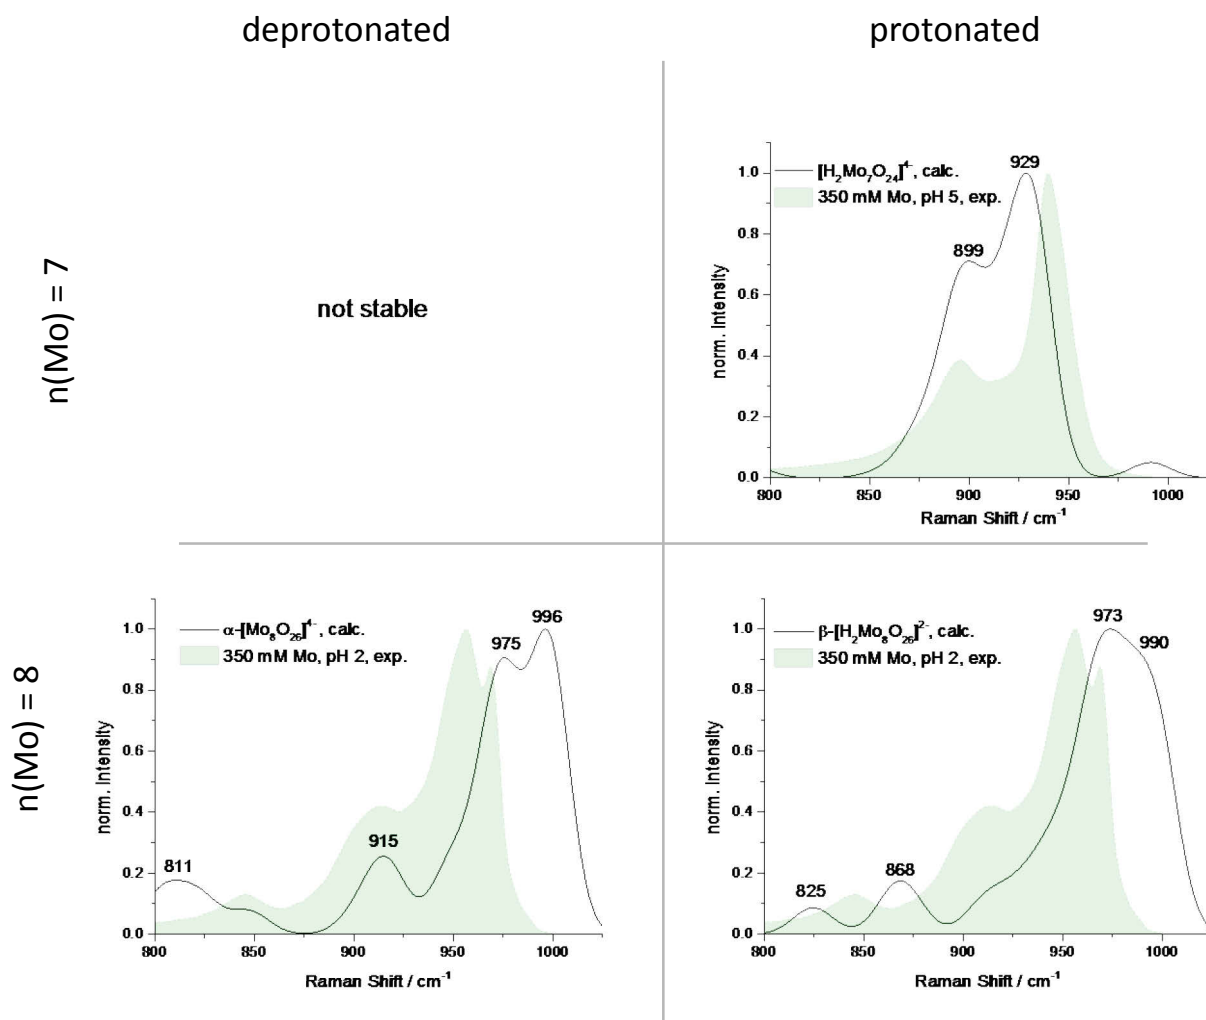 deprotonated
protonated
n(Mo) = 7
not stable
[H₂Mo₇O₂₄]⁴⁻, calc.
350 mM Mo, pH 5, exp.
929
899
norm. Intensity
1.0
0.8
0.6
0.4
0.2
0.0
800 850 900 950 1000
Raman Shift / cm⁻¹
n(Mo) = 8
α-[Mo₈O₂₆]⁴⁻, calc.
350 mM Mo, pH 2, exp.
996
975
915
811
norm. Intensity
1.0
0.8
0.6
0.4
0.2
0.0
800 850 900 950 1000
Raman Shift / cm⁻¹
β-[H₂Mo₈O₂₆]²⁻, calc.
350 mM Mo, pH 2, exp.
973
990
868
825
norm. Intensity
1.0
0.8
0.6
0.4
0.2
0.0
800 850 900 950 1000
Raman Shift / cm⁻¹